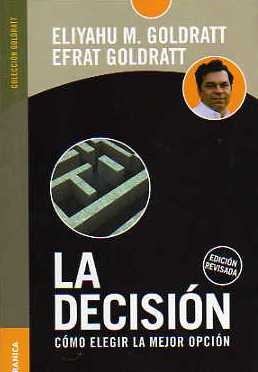 ELIYAHU M. GOLDRATT
EFRAT GOLDRATT
COLECCIÓN GOLDRATT
EDICIÓN
REVISADA
LA
DECISIÓN
CÓMO ELEGIR LA MEJOR OPCIÓN
RANICA